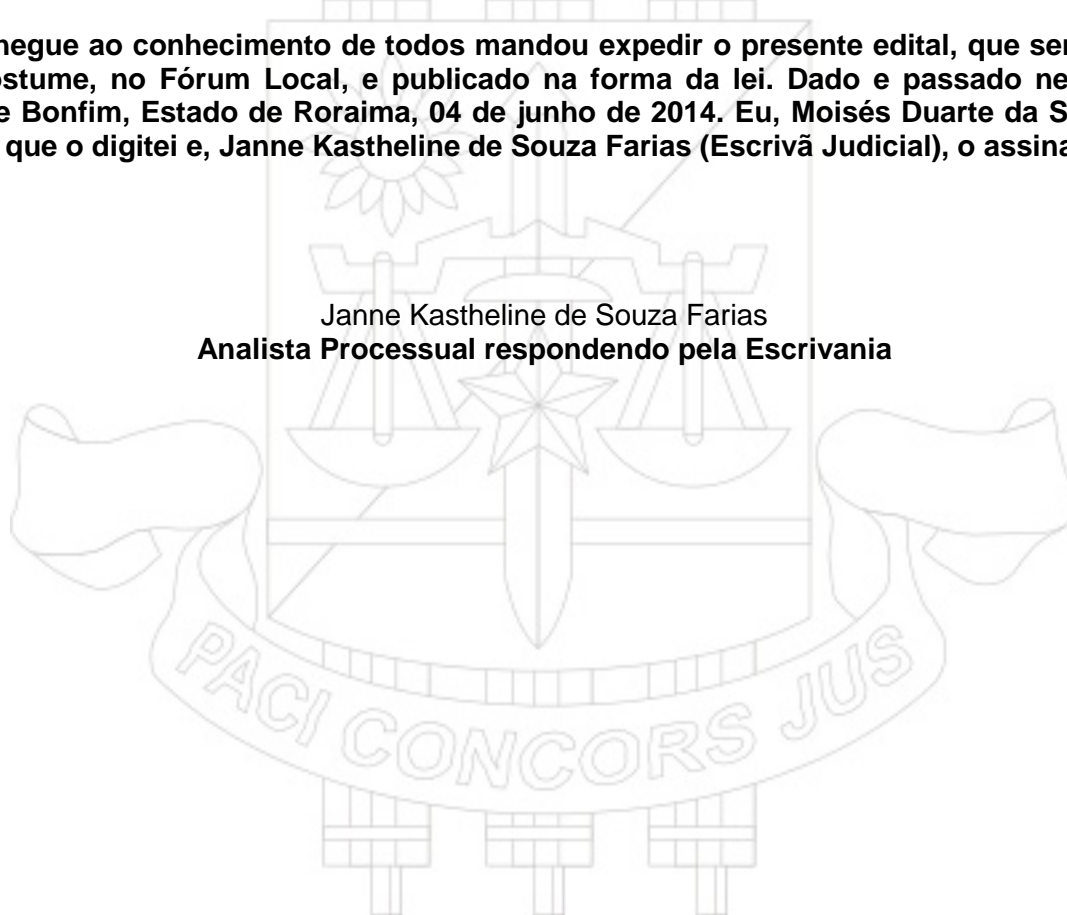 negue ao conhecimento de todos mandou expedir o presente edital, que ser
ostume, no Fórum Local, e publicado na forma da lei. Dado e passado ne
e Bonfim, Estado de Roraima, 04 de junho de 2014. Eu, Moisés Duarte da S
que o digitei e, Janne Kastheline de Souza Farias (Escrivã Judicial), o assina
Janne Kastheline de Souza Farias
Analista Processual respondendo pela Escrivania
PACI CONCORS JUS